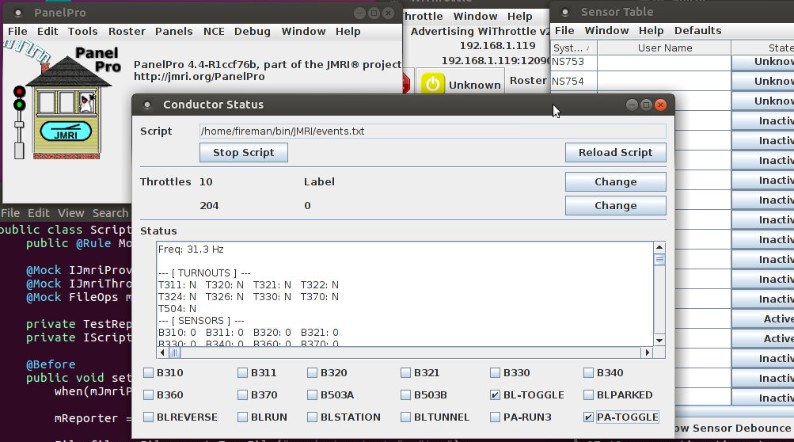 PanelPro
File Edit Tools Roster Panels NCE Debug Window Help
Panel
Pro
JMRI
PanelPro 4.4-R1ccf76b, part of the JMRI® project
http://jmri.org/PanelPro
WiThrottle
Throttle Window Help
Advertising WiThrottle v2
192.168.1.119
192.168.1.119:12090
Unknown Roster
Sensor Table
File Edit Window Help Defaults
Syst... User Name State
NS753 Unknow
NS754 Unknow
Unknow
Inactiv
Inactiv
Inactiv
Inactiv
Inactiv
Inactiv
Inactiv
Inactiv
Inactiv
Inactiv
Active
Active
Inactiv
Inactiv
Inactiv
ow Sensor Debounce
Conductor Status
Script /home/fireman/bin/JMRI/events.txt
Stop Script Reload Script
Throttles 10 Label Change
204 0 Change
Status
Freq: 31.3 Hz
--- [ TURNOUTS ] ---
T311: N T320: N T321: N T322: N
T324: N T326: N T330: N T370: N
T504: N
--- [ SENSORS ] ---
B310: 0 B311: 0 B320: 0 B321: 0
B330: 0 B340: 0 B360: 0 B370: 0
B310 B311 B320 B321 B330 B340
B360 B370 B503A B503B BL-TOGGLE BLPARKED
BLREVERSE BLRUN BLSTATION BLTUNNEL PA-RUN3 PA-TOGGLE
File Edit View Search
public class Script
public @Rule Mo
@Mock IJmriProv
@Mock IJmriThro
@Mock FileOps m
private TestRep
private IScript
@Before
public void set
when(mJmriP
mReporter =